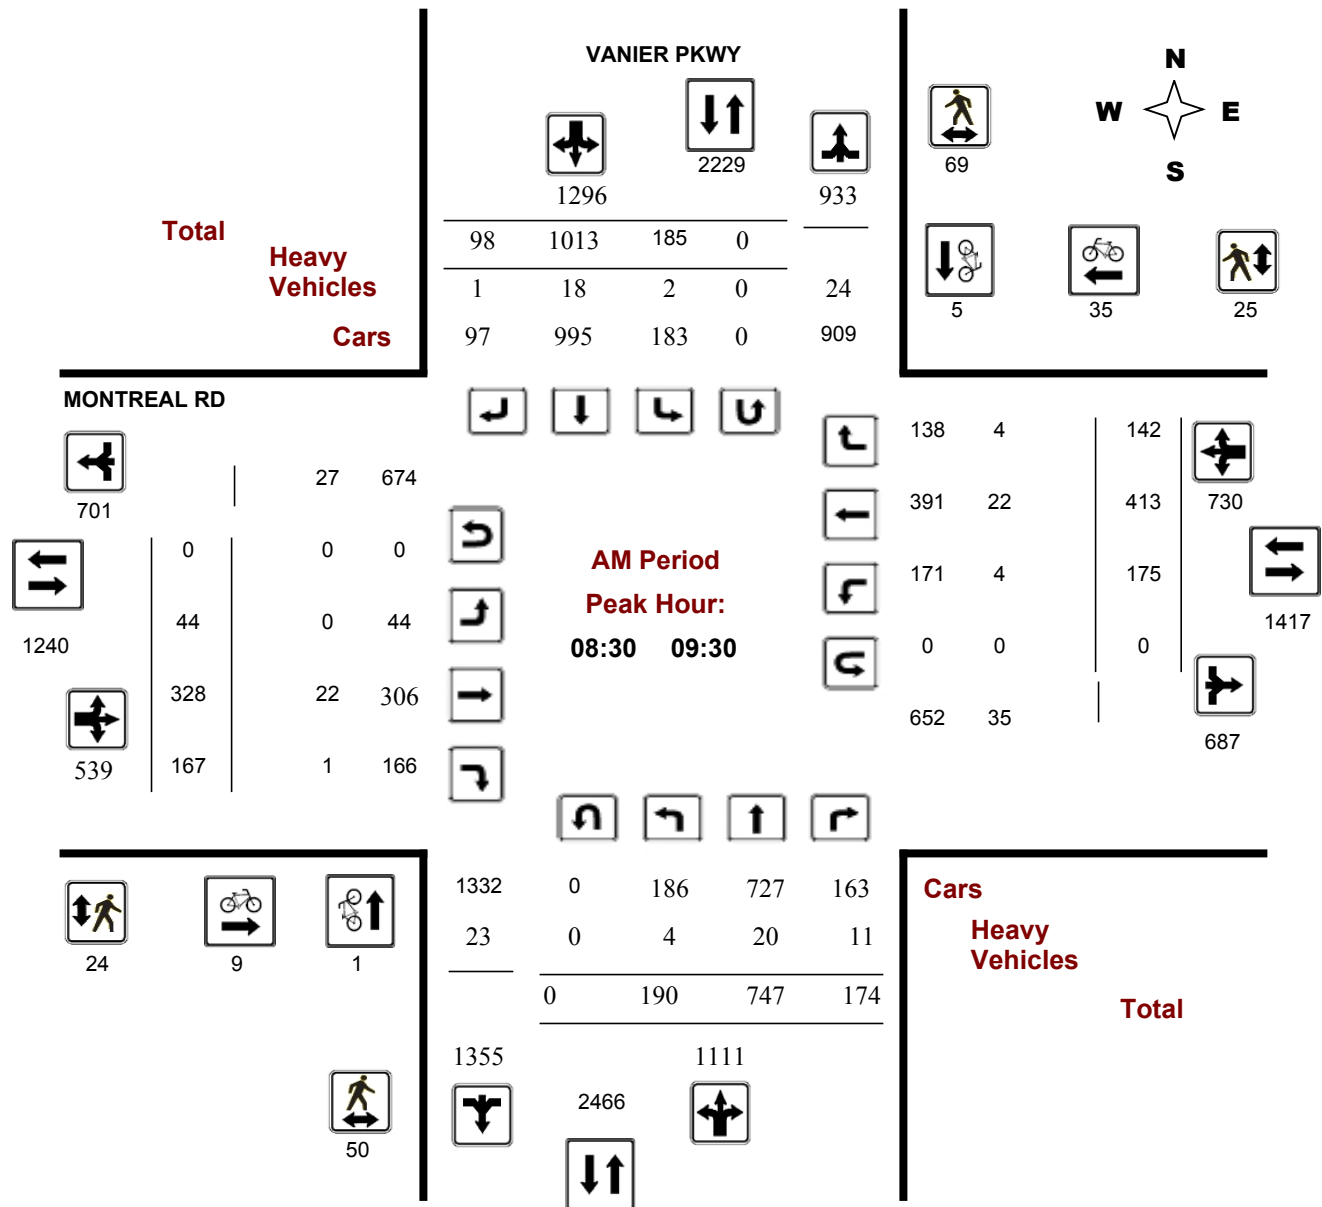 VANIER PKWY
N
W E
S
2229
69
1296 933
Total
98 1013 185 0
Heavy
Vehicles
1 18 2 0 24
Cars
97 995 183 0 909
5 35 25
MONTREAL RD
138 4 142
701
27 674
391 22 413 730
0 0 0
AM Period
171 4 175
Peak Hour:
1240
44 0 44
1417
08:30 09:30
0 0 0
328 22 306
652 35
687
539
167 1 166
1332 0 186 727 163
Cars
23 0 4 20 11
Heavy
Vehicles
24 9 1
0 190 747 174
Total
1355 1111
2466
50